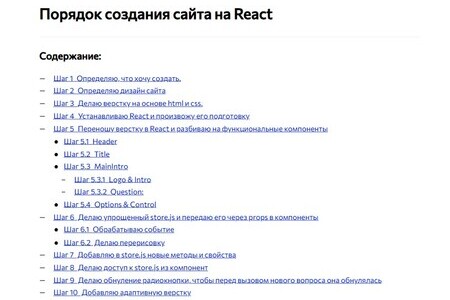 Порядок создания сайта на React
Содержание:
— Шаг 1 Определяю, что хочу создать.
— Шаг 2 Определяю дизайн сайта
— Шаг 3 Делаю верстку на основе html и css.
— Шаг 4 Устанавливаю React и произвожу его подготовку
— Шаг 5 Переношу верстку в React и разбиваю на функциональные компоненты
● Шаг 5.1 Header
● Шаг 5.2 Title
● Шаг 5.3 MainIntro
– Шаг 5.3.1 Logo & Intro
– Шаг 5.3.2 Question:
● Шаг 5.4 Options & Control
— Шаг 6 Делаю упрощенный store.js и передаю его через props в компоненты
● Шаг 6.1 Обрабатываю событие
● Шаг 6.2 Делаю перерисовку
— Шаг 7 Добавляю в store.js новые методы и свойства
— Шаг 8 Делаю доступ к store.js из компонент
— Шаг 9 Делаю обнуление радиокнопки, чтобы перед вызовом нового вопроса она обнулялась
— Шаг 10 Добавляю адаптивную верстку